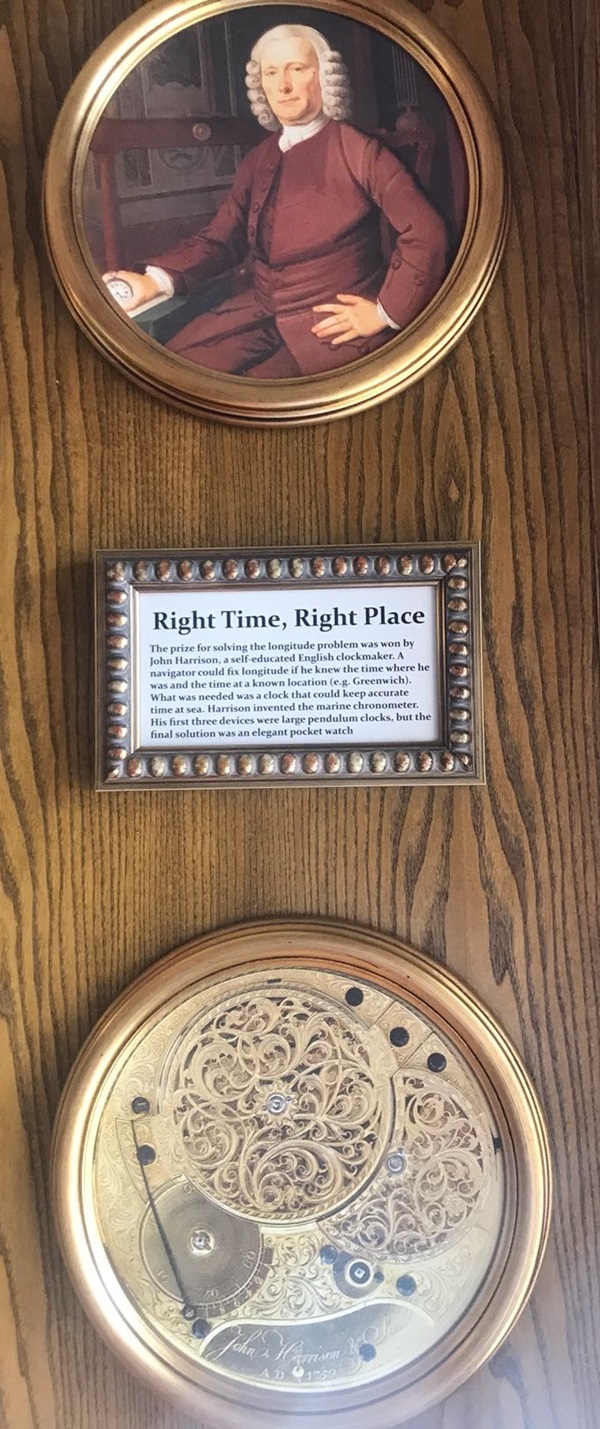 Right Time, Right Place
The prize for solving the longitude problem was won by
John Harrison, a self-educated English clockmaker. A
navigator could fix longitude if he knew the time where he
was and the time at a known location (e.g. Greenwich).
What was needed was a clock that could keep accurate
time at sea. Harrison invented the marine chronometer.
His first three devices were large pendulum clocks, but the
final solution was an elegant pocket watch
John Harrison & Son
A D 1759